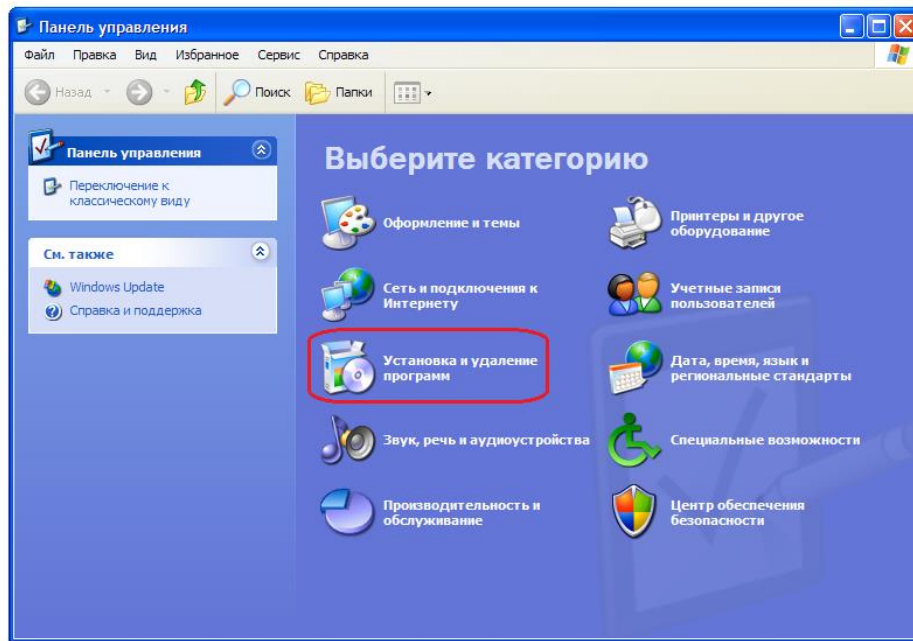 Панель управления
Файл Правка Вид Избранное Сервис Справка
Назад Поиск Папки
Панель управления
Переключение к
классическому виду
См. также
Windows Update
Справка и поддержка
Выберите категорию
Оформление и темы
Принтеры и другое
оборудование
Сеть и подключения к
Интернету
Учетные записи
пользователей
Установка и удаление
программ
Дата, время, язык и
региональные стандарты
Звук, речь и аудиоустройства
Специальные возможности
Производительность и
обслуживание
Центр обеспечения
безопасности